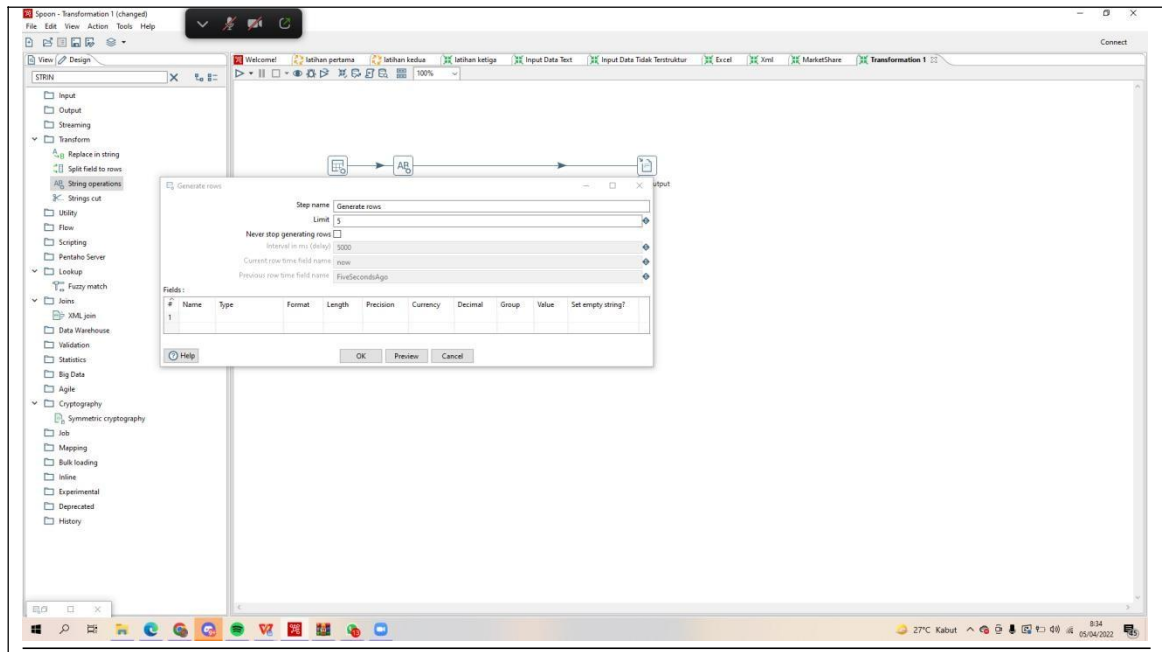 Spoon - Transformation 1 (changed)
File Edit View Action Tools Help
Connect
View Design
Welcome! latihan pertama latihan kedua latihan ketiga Input Data Text Input Data Tidak Terstruktur Excel Xml MarketShare Transformation 1
STRIN
100%
Input
Output
Streaming
Transform
Replace in string
Split field to rows
String operations
Strings cut
Utility
Flow
Scripting
Pentaho Server
Lookup
Fuzzy match
Joins
XML join
Data Warehouse
Validation
Statistics
Big Data
Agile
Cryptography
Symmetric cryptography
Job
Mapping
Bulk loading
Inline
Experimental
Deprecated
History
utput
Generate rows
Step name Generate rows
Limit 5
Never stop generating rows
Interval in ms (delay) 5000
Current row time field name now
Previous row time field name FiveSecondsAgo
Fields :
# Name Type Format Length Precision Currency Decimal Group Value Set empty string?
1
Help OK Preview Cancel
27°C Kabut
8:34
05/04/2022
45